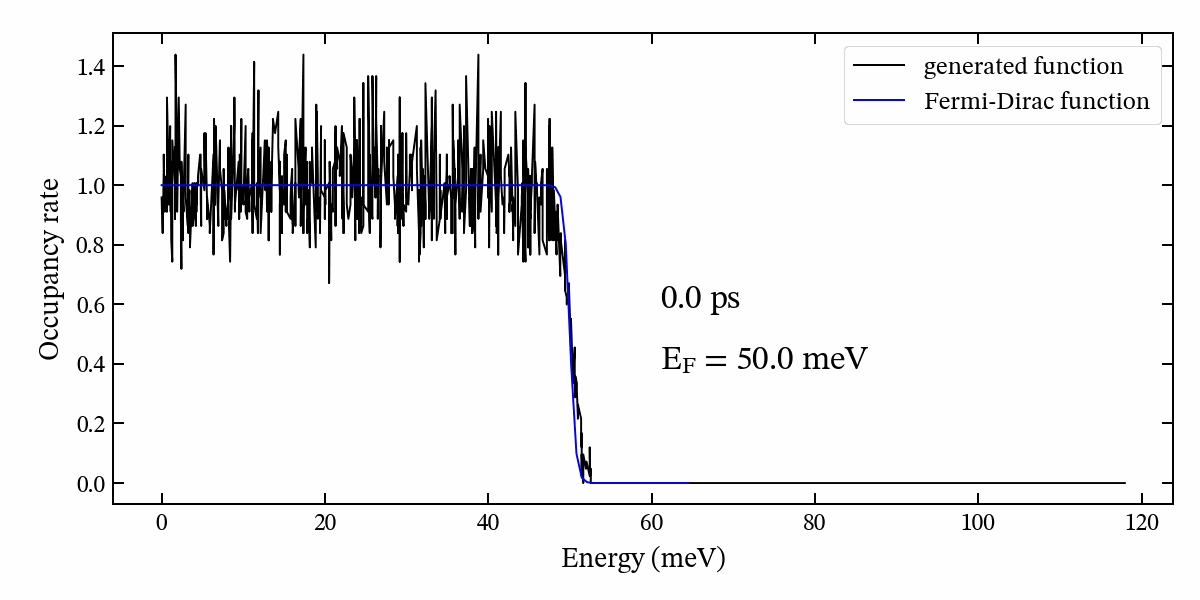 generated function
Fermi-Dirac function
1.4
1.2
1.0
0.8
0.6
0.4
0.2
0.0
Occupancy rate
0.0 ps
E_F = 50.0 meV
0 20 40 60 80 100 120
Energy (meV)